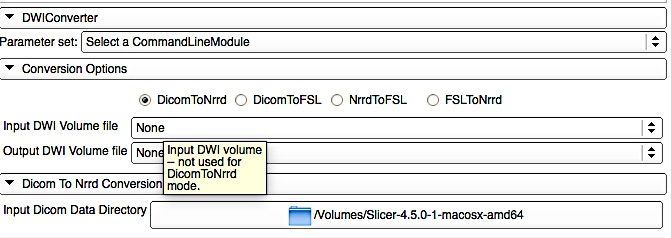 DWIConverter
Parameter set: Select a CommandLineModule
Conversion Options
DicomToNrrd DicomToFSL NrrdToFSL FSLToNrrd
Input DWI Volume file None
Output DWI Volume file None
Input DWI volume
– not used for
DicomToNrrd
mode.
Dicom To Nrrd Conversion
Input Dicom Data Directory /Volumes/Slicer-4.5.0-1-macosx-amd64